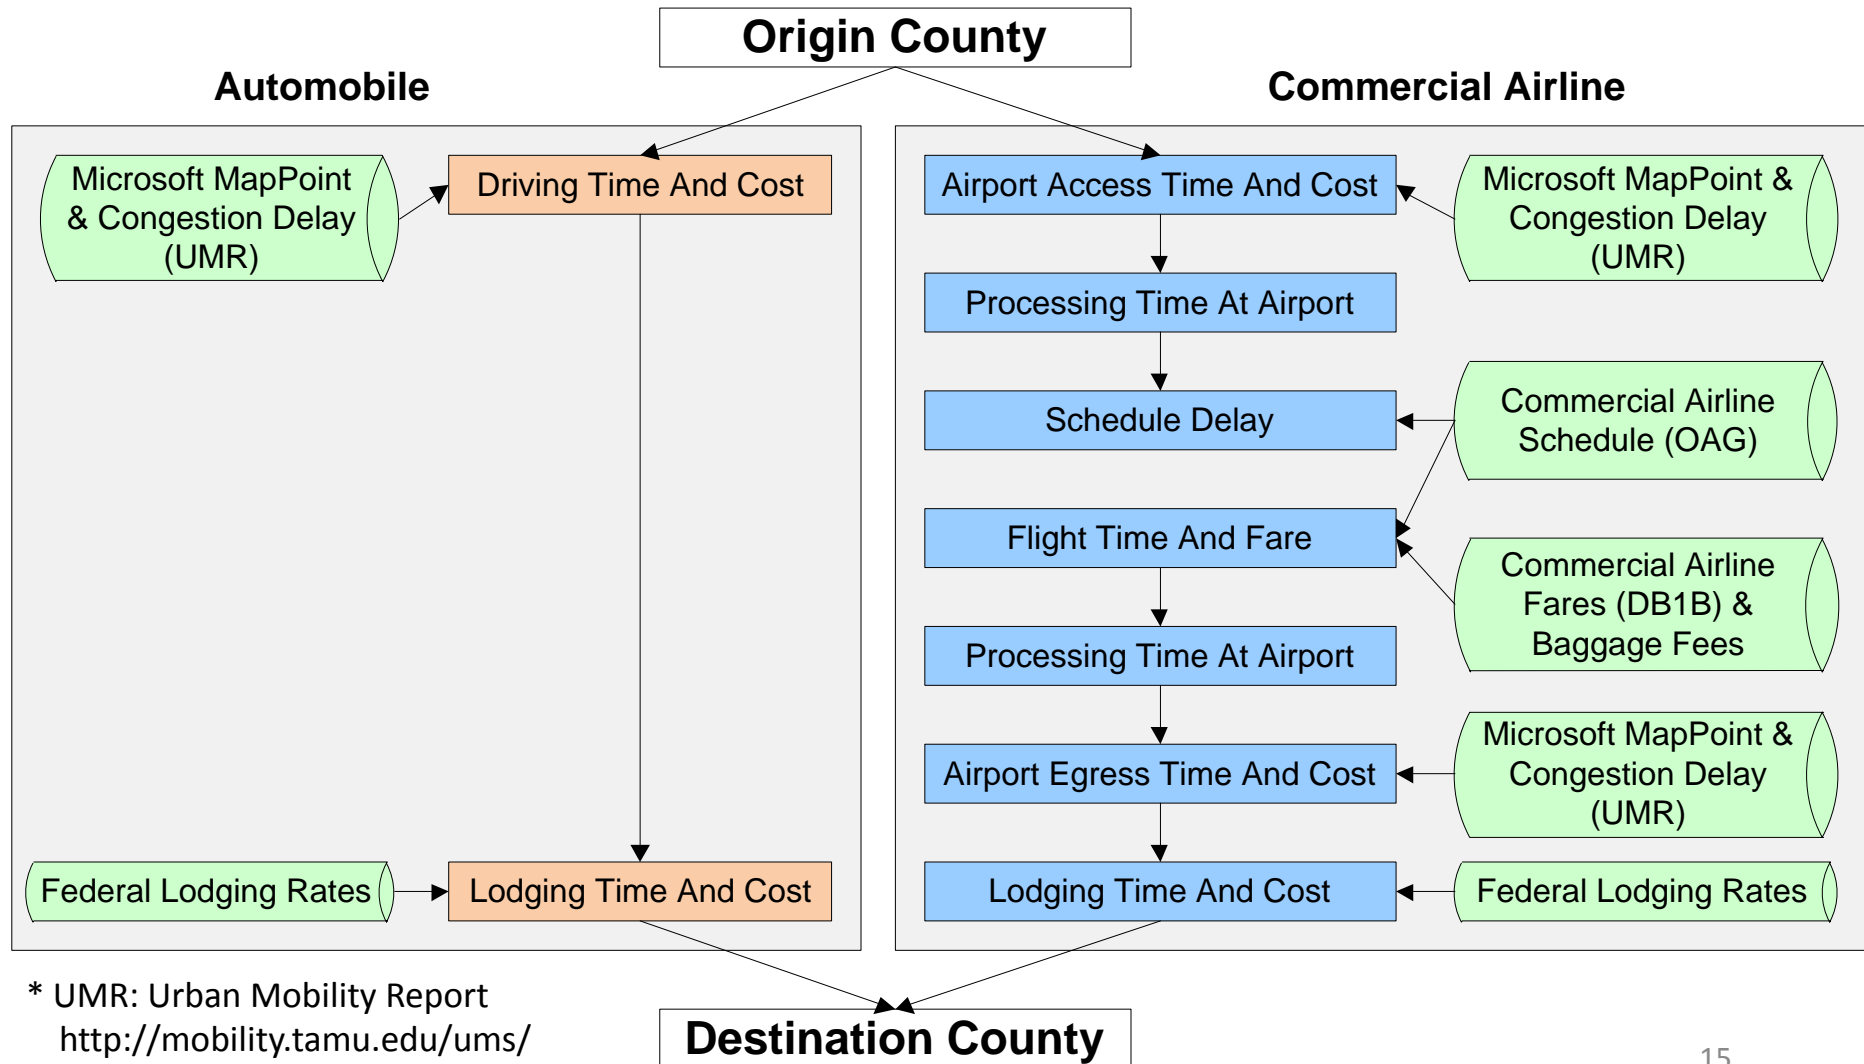 Origin County
Automobile
Commercial Airline
Microsoft MapPoint
& Congestion Delay
(UMR)
Driving Time And Cost
Federal Lodging Rates
Lodging Time And Cost
Airport Access Time And Cost
Microsoft MapPoint &
Congestion Delay
(UMR)
Processing Time At Airport
Schedule Delay
Commercial Airline
Schedule (OAG)
Flight Time And Fare
Commercial Airline
Fares (DB1B) &
Baggage Fees
Processing Time At Airport
Airport Egress Time And Cost
Microsoft MapPoint &
Congestion Delay
(UMR)
Lodging Time And Cost
Federal Lodging Rates
* UMR: Urban Mobility Report
http://mobility.tamu.edu/ums/
Destination County
15